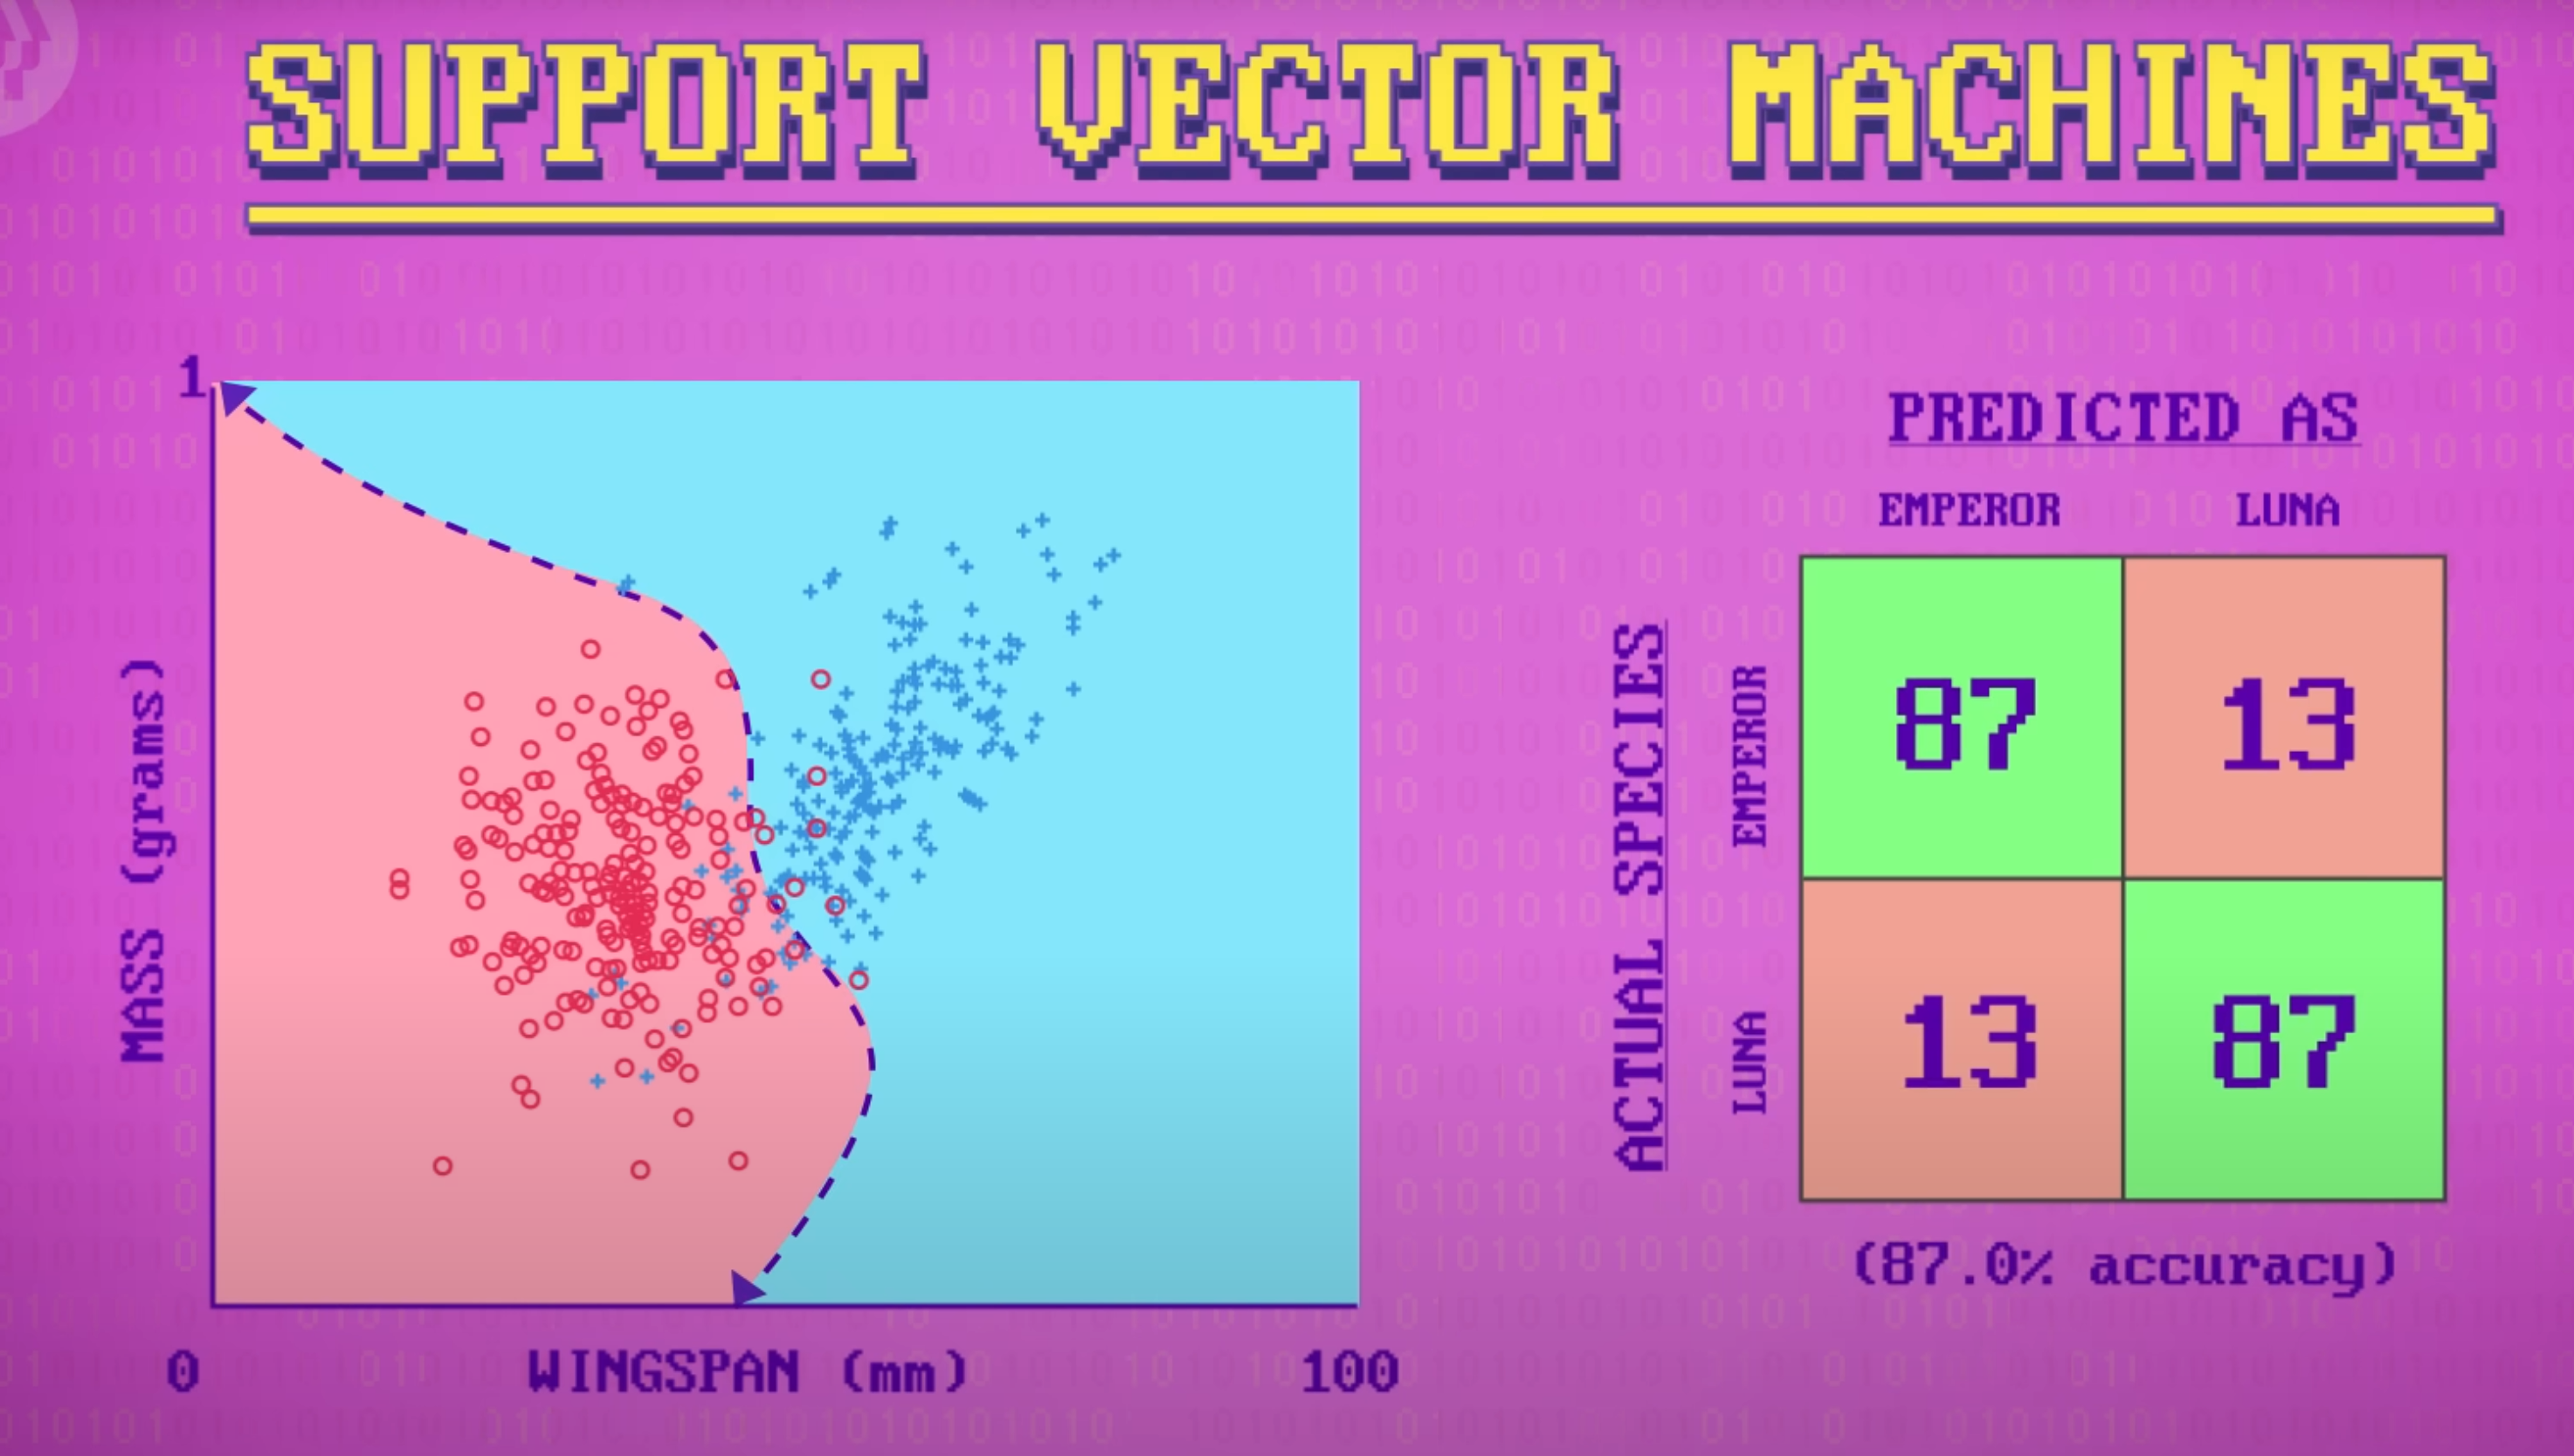 SUPPORT VECTOR MACHINES
1
MASS (grams)
0
WINGSPAN (mm)
100
PREDICTED AS
EMPEROR LUNA
ACTUAL SPECIES
EMPEROR
87 13
LUNA
13 87
(87.0% accuracy)